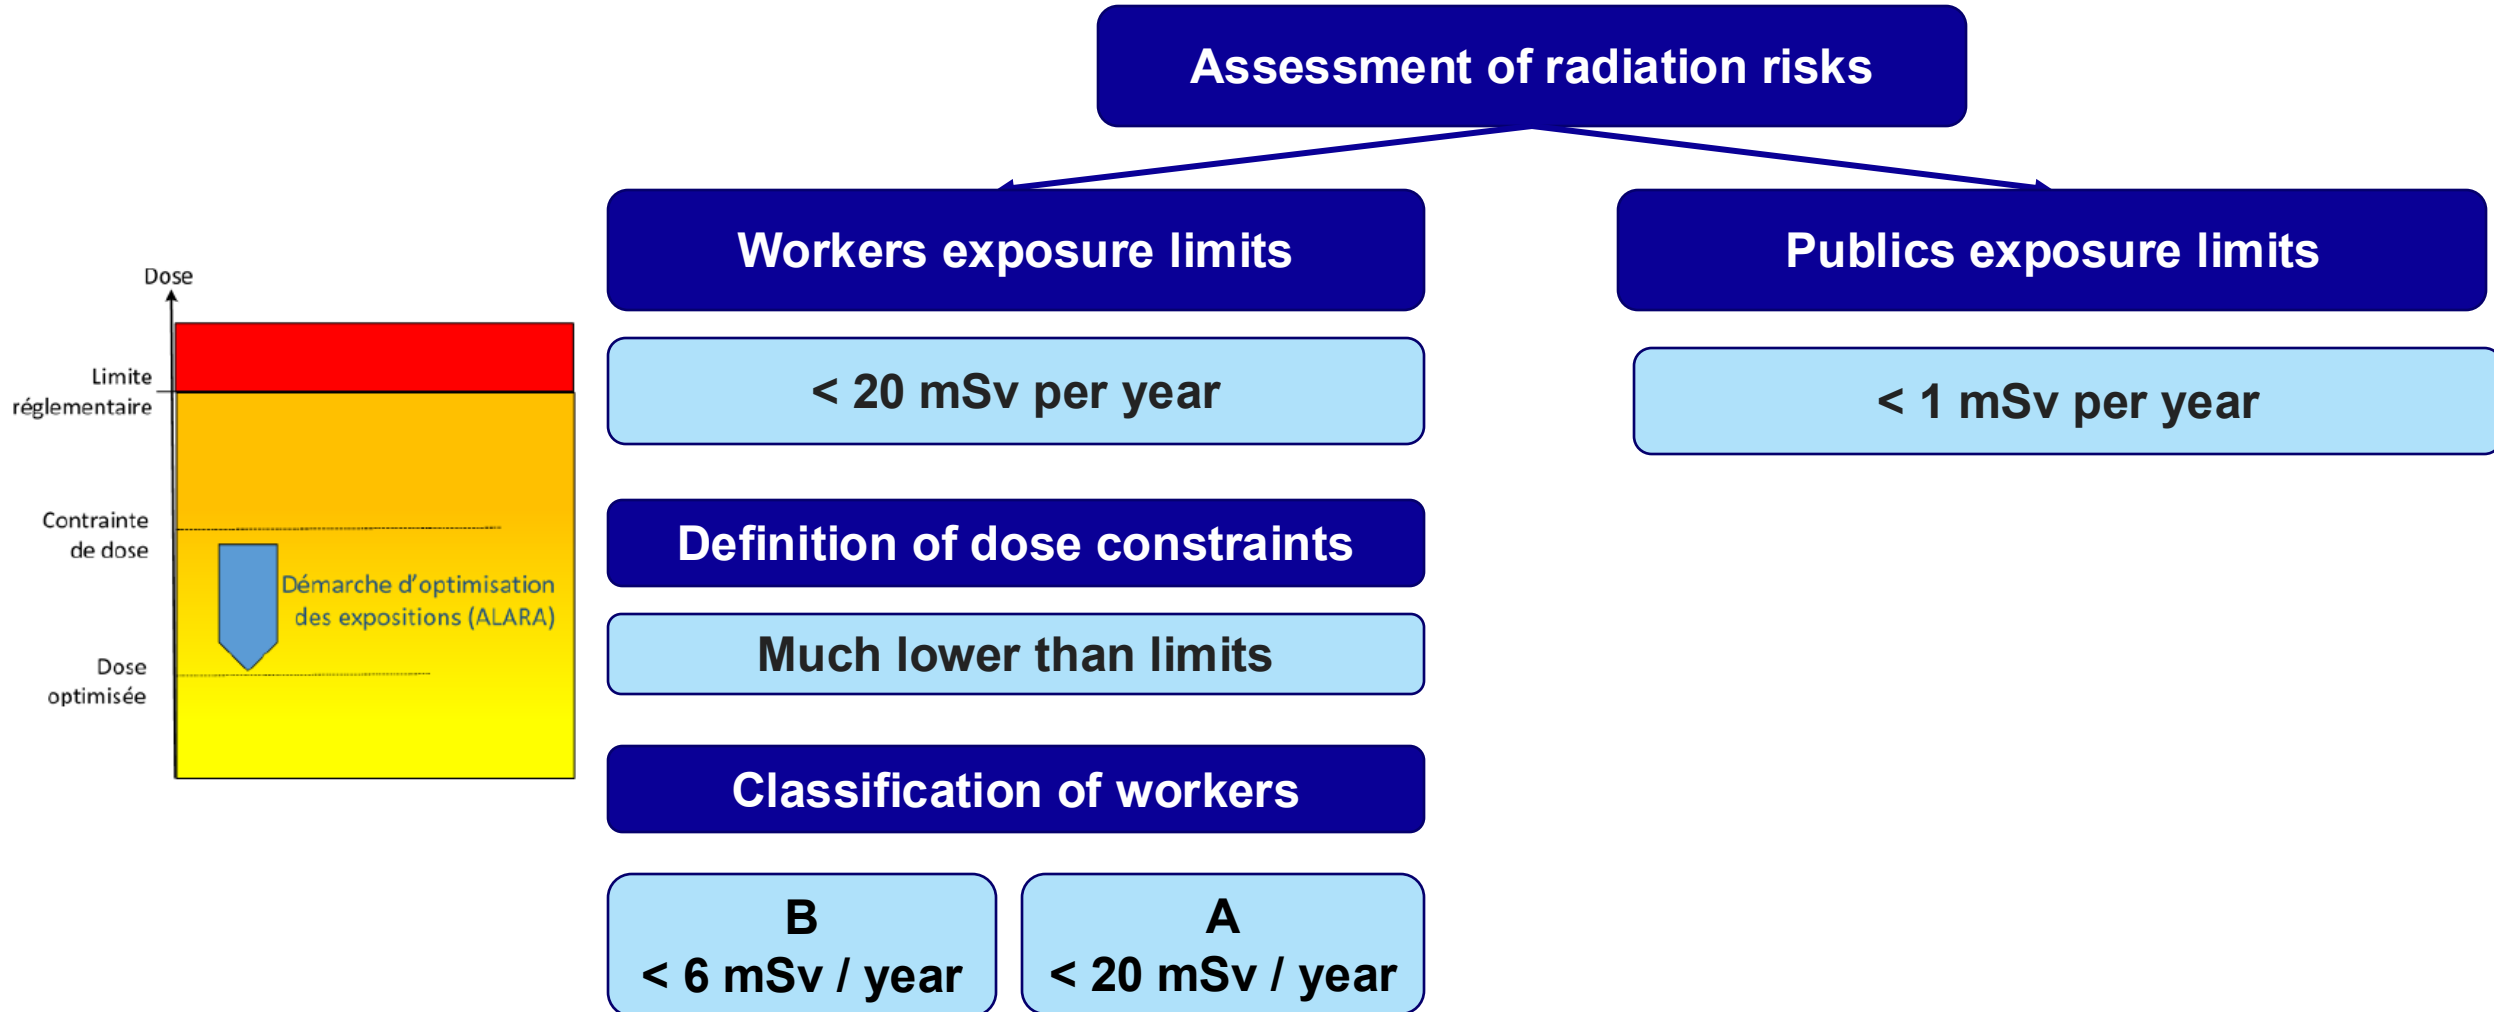 Assessment of radiation risks
Workers exposure limits
Publics exposure limits
< 20 mSv per year
< 1 mSv per year
Definition of dose constraints
Much lower than limits
Classification of workers
B
< 6 mSv / year
A
< 20 mSv / year
Dose
Limite
réglementaire
Contrainte
de dose
Démarche d'optimisation
des expositions (ALARA)
Dose
optimisée